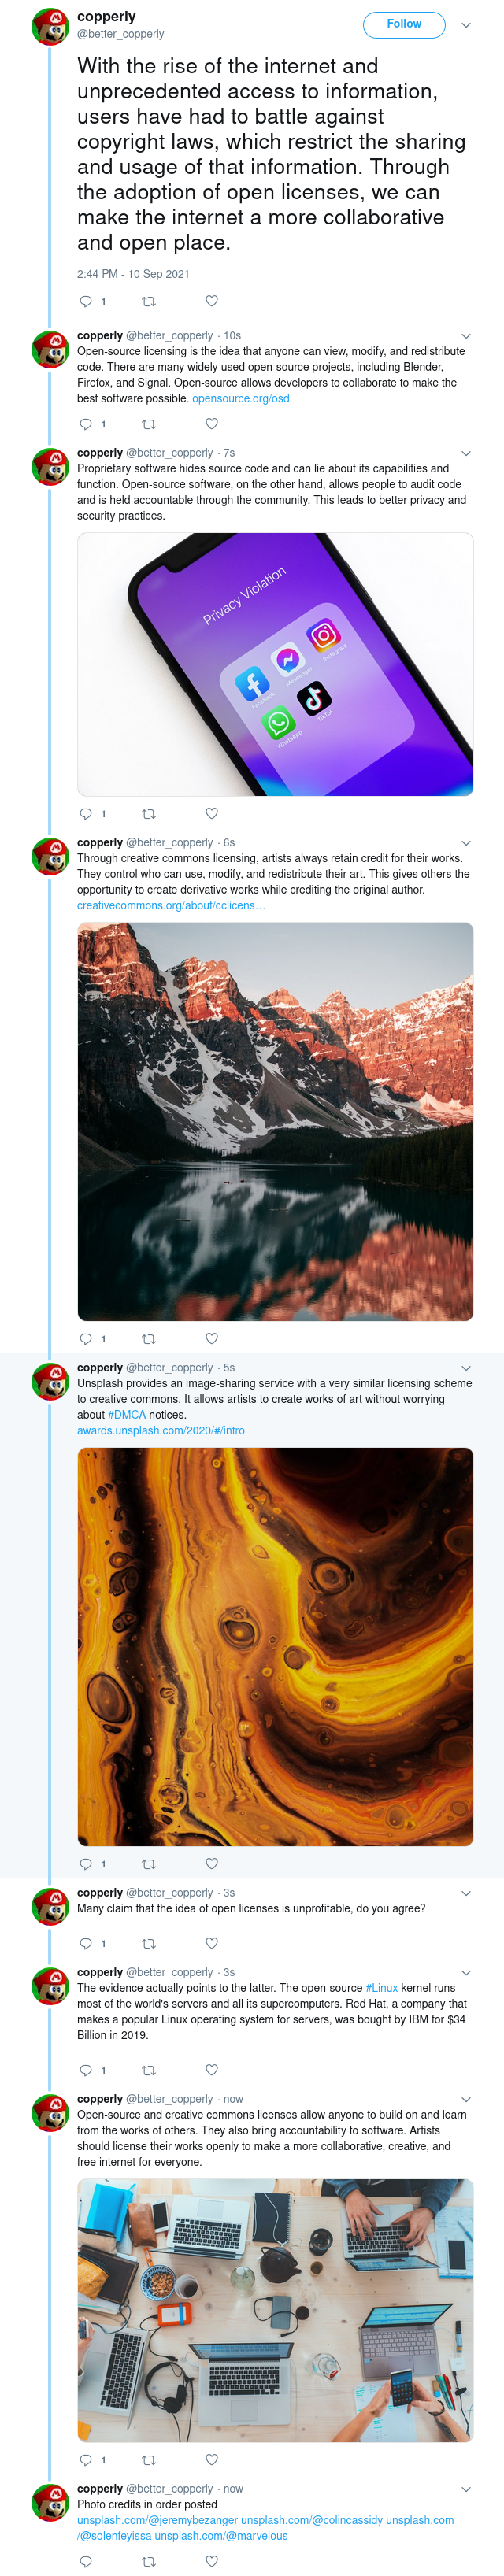 copperly
@better_copperly
Follow
With the rise of the internet and
unprecedented access to information,
users have had to battle against
copyright laws, which restrict the sharing
and usage of that information. Through
the adoption of open licenses, we can
make the internet a more collaborative
and open place.
2:44 PM - 10 Sep 2021
1
copperly @better_copperly · 10s
Open-source licensing is the idea that anyone can view, modify, and redistribute
code. There are many widely used open-source projects, including Blender,
Firefox, and Signal. Open-source allows developers to collaborate to make the
best software possible. opensource.org/osd
1
copperly @better_copperly · 7s
Proprietary software hides source code and can lie about its capabilities and
function. Open-source software, on the other hand, allows people to audit code
and is held accountable through the community. This leads to better privacy and
security practices.
Privacy Violation
Facebook
Messenger
Instagram
WhatsApp
TikTok
1
copperly @better_copperly · 6s
Through creative commons licensing, artists always retain credit for their works.
They control who can use, modify, and redistribute their art. This gives others the
opportunity to create derivative works while crediting the original author.
creativecommons.org/about/cclicens…
1
copperly @better_copperly · 5s
Unsplash provides an image-sharing service with a very similar licensing scheme
to creative commons. It allows artists to create works of art without worrying
about #DMCA notices.
awards.unsplash.com/2020/#/intro
1
copperly @better_copperly · 3s
Many claim that the idea of open licenses is unprofitable, do you agree?
1
copperly @better_copperly · 3s
The evidence actually points to the latter. The open-source #Linux kernel runs
most of the world's servers and all its supercomputers. Red Hat, a company that
makes a popular Linux operating system for servers, was bought by IBM for $34
Billion in 2019.
1
copperly @better_copperly · now
Open-source and creative commons licenses allow anyone to build on and learn
from the works of others. They also bring accountability to software. Artists
should license their works openly to make a more collaborative, creative, and
free internet for everyone.
1
copperly @better_copperly · now
Photo credits in order posted
unsplash.com/@jeremybezanger unsplash.com/@colincassidy unsplash.com
/@solenfeyissa unsplash.com/@marvelous